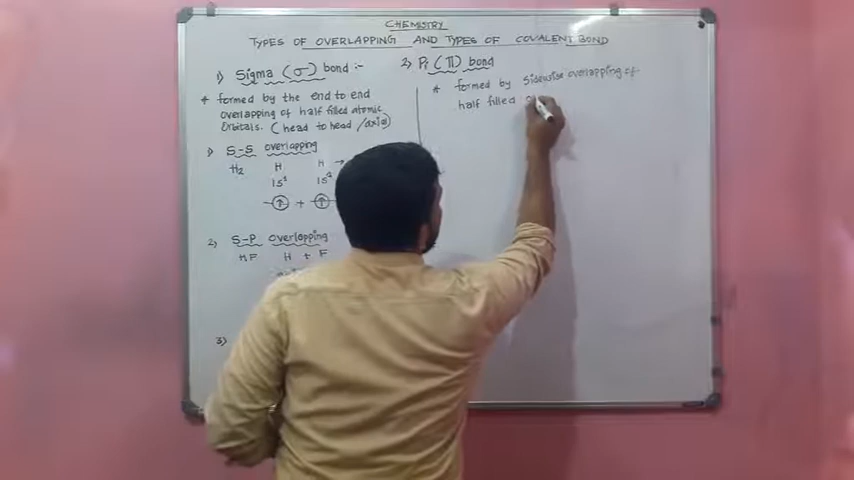 CHEMISTRY
TYPES OF OVERLAPPING AND TYPES OF COVALENT BOND
1) Sigma (σ) bond :-
* formed by the end to end
overlapping of half filled atomic
Orbitals. (head to head /axial)
1) S-S overlapping
H₂ H H →
1s¹ 1s²
+
2) S-P overlapping
HF H + F
3)
2) Pi (π) bond
* formed by sidewise overlapping of
half filled